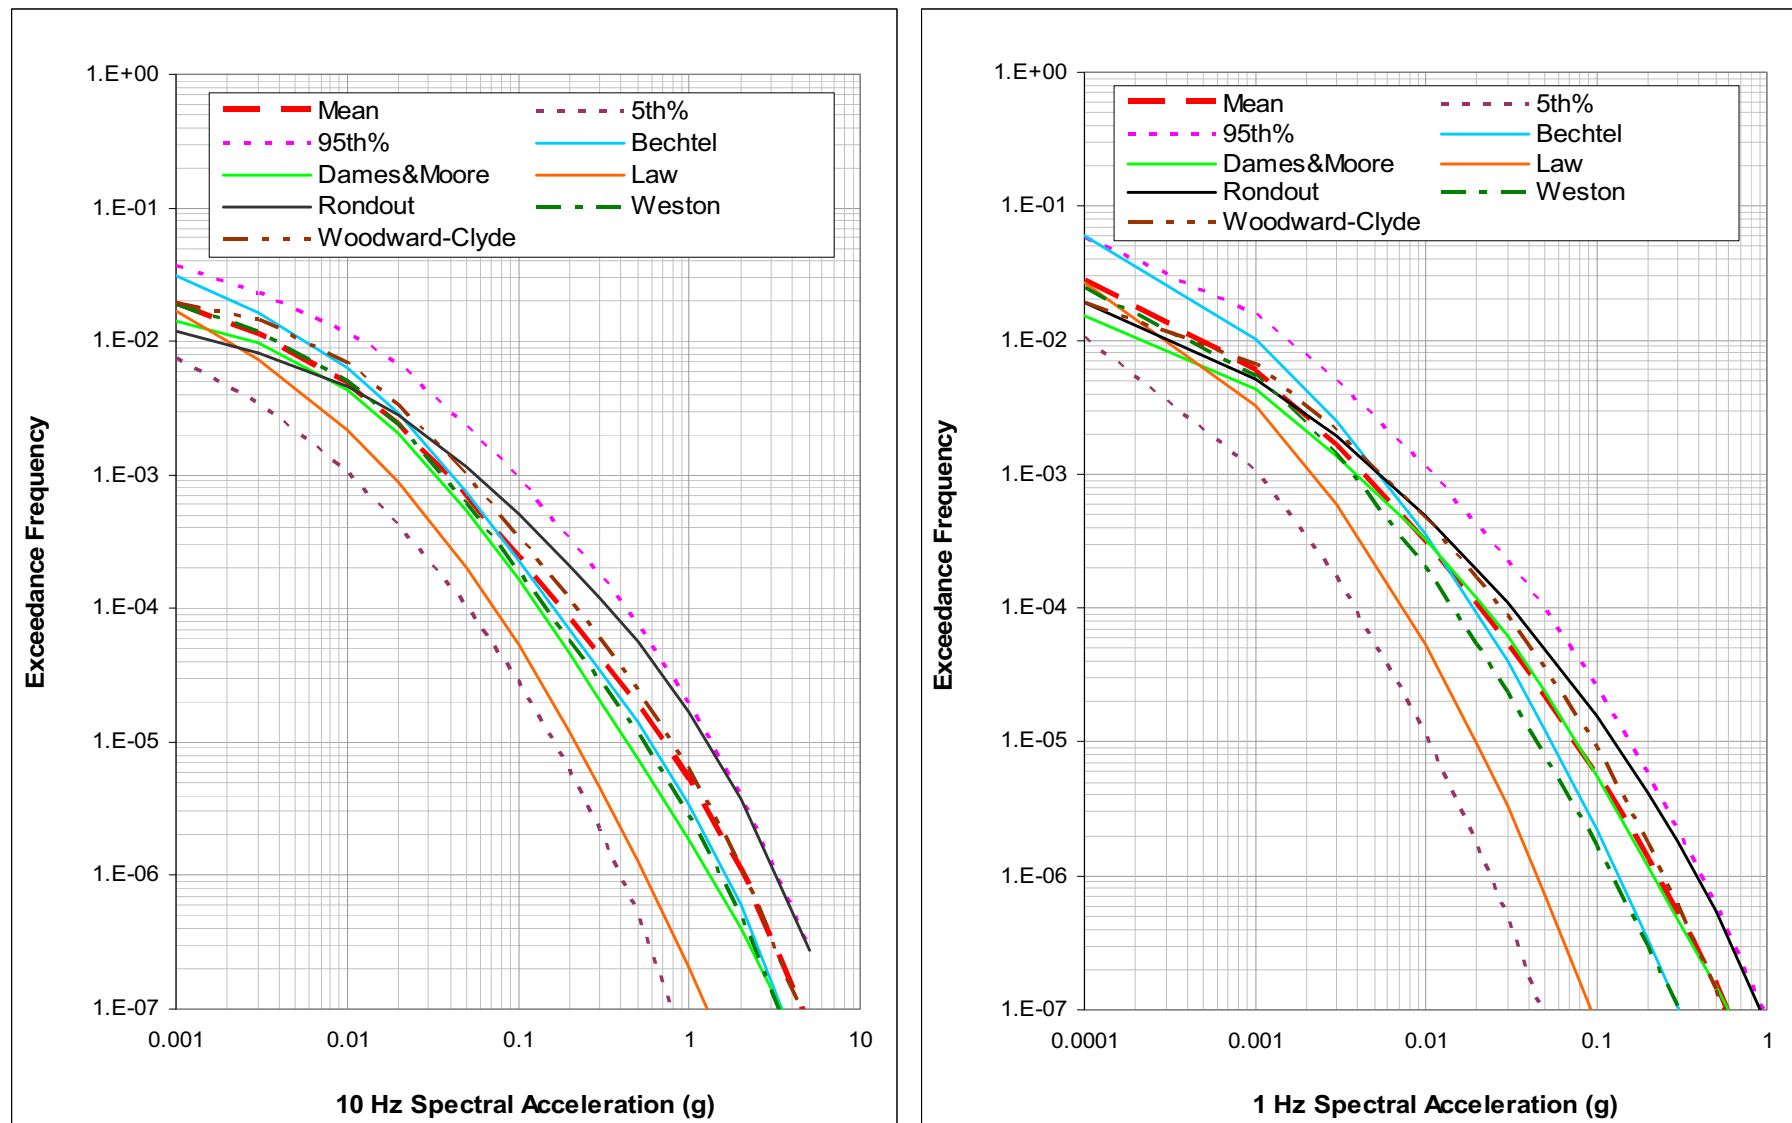 1.E+00
Mean 5th%
95th% Bechtel
Dames&Moore Law
Rondout Weston
Woodward-Clyde
1.E-01
1.E-02
1.E-03
1.E-04
1.E-05
1.E-06
1.E-07
Exceedance Frequency
0.001 0.01 0.1 1 10
10 Hz Spectral Acceleration (g)
1.E+00
Mean 5th%
95th% Bechtel
Dames&Moore Law
Rondout Weston
Woodward-Clyde
1.E-01
1.E-02
1.E-03
1.E-04
1.E-05
1.E-06
1.E-07
Exceedance Frequency
0.0001 0.001 0.01 0.1 1
1 Hz Spectral Acceleration (g)